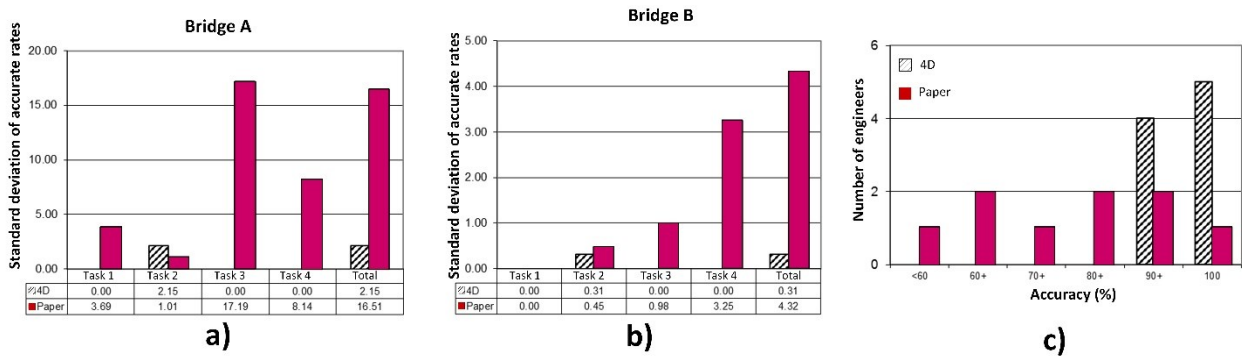 Bridge A
Standard deviation of accurate rates
20.00
15.00
10.00
5.00
0.00
Task 1 Task 2 Task 3 Task 4 Total
4D 0.00 2.15 0.00 0.00 2.15
Paper 3.69 1.01 17.19 8.14 16.51
a)
Bridge B
Standard deviation of accurate rates
5.00
4.00
3.00
2.00
1.00
0.00
Task 1 Task 2 Task 3 Task 4 Total
4D 0.00 0.31 0.00 0.00 0.31
Paper 0.00 0.45 0.98 3.25 4.32
b)
Number of engineers
6
4
2
0
4D
Paper
<60 60+ 70+ 80+ 90+ 100
Accuracy (%)
c)